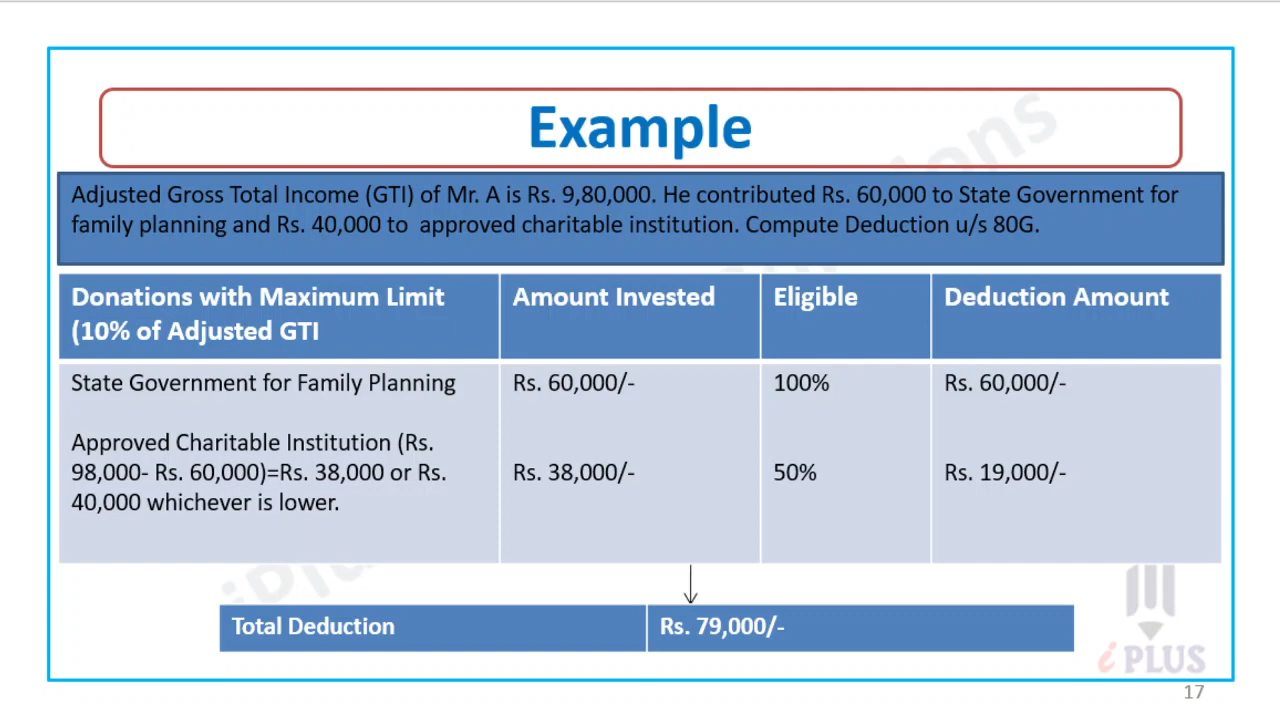 Example
Adjusted Gross Total Income (GTI) of Mr. A is Rs. 9,80,000. He contributed Rs. 60,000 to State Government for
family planning and Rs. 40,000 to approved charitable institution. Compute Deduction u/s 80G.
Donations with Maximum Limit
(10% of Adjusted GTI
Amount Invested
Eligible
Deduction Amount
State Government for Family Planning
Rs. 60,000/-
100%
Rs. 60,000/-
Approved Charitable Institution (Rs.
98,000- Rs. 60,000)=Rs. 38,000 or Rs.
40,000 whichever is lower.
Rs. 38,000/-
50%
Rs. 19,000/-
Total Deduction
Rs. 79,000/-
i PLUS
17